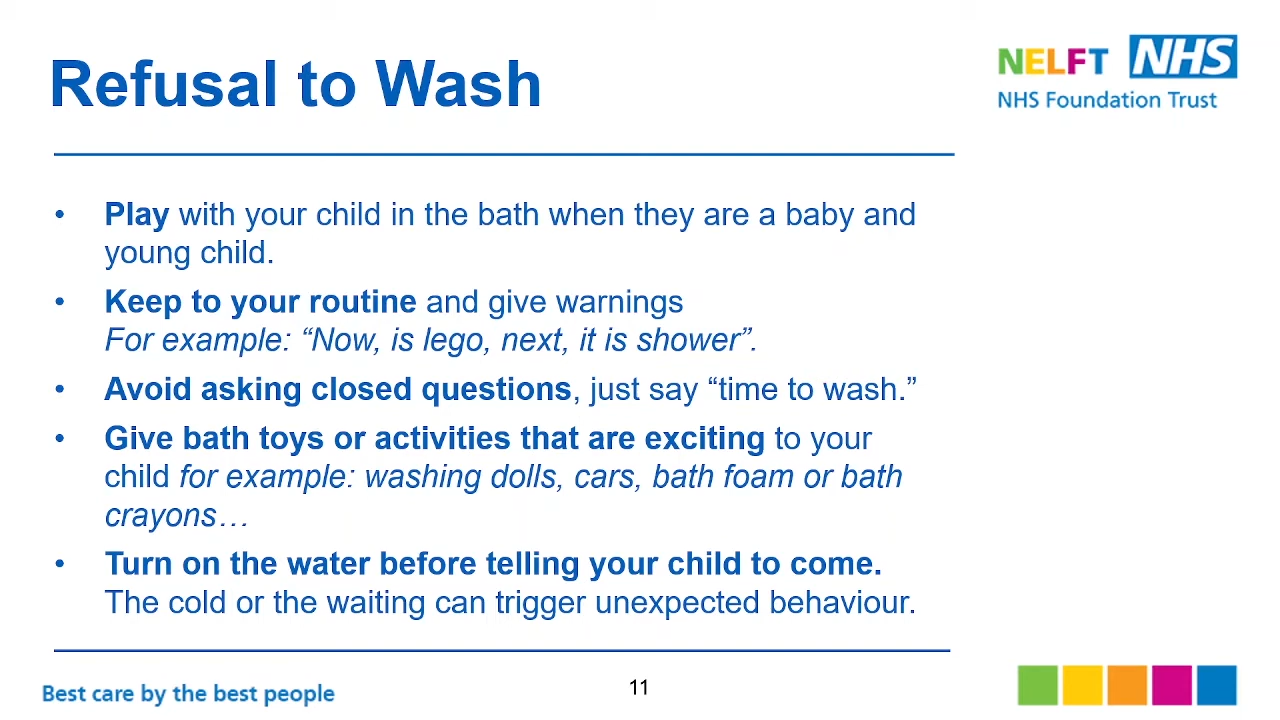 Refusal to Wash
NELFT NHS
NHS Foundation Trust
• Play with your child in the bath when they are a baby and
young child.
• Keep to your routine and give warnings
For example: “Now, is lego, next, it is shower”.
• Avoid asking closed questions, just say “time to wash.”
• Give bath toys or activities that are exciting to your
child for example: washing dolls, cars, bath foam or bath
crayons…
• Turn on the water before telling your child to come.
The cold or the waiting can trigger unexpected behaviour.
Best care by the best people
11